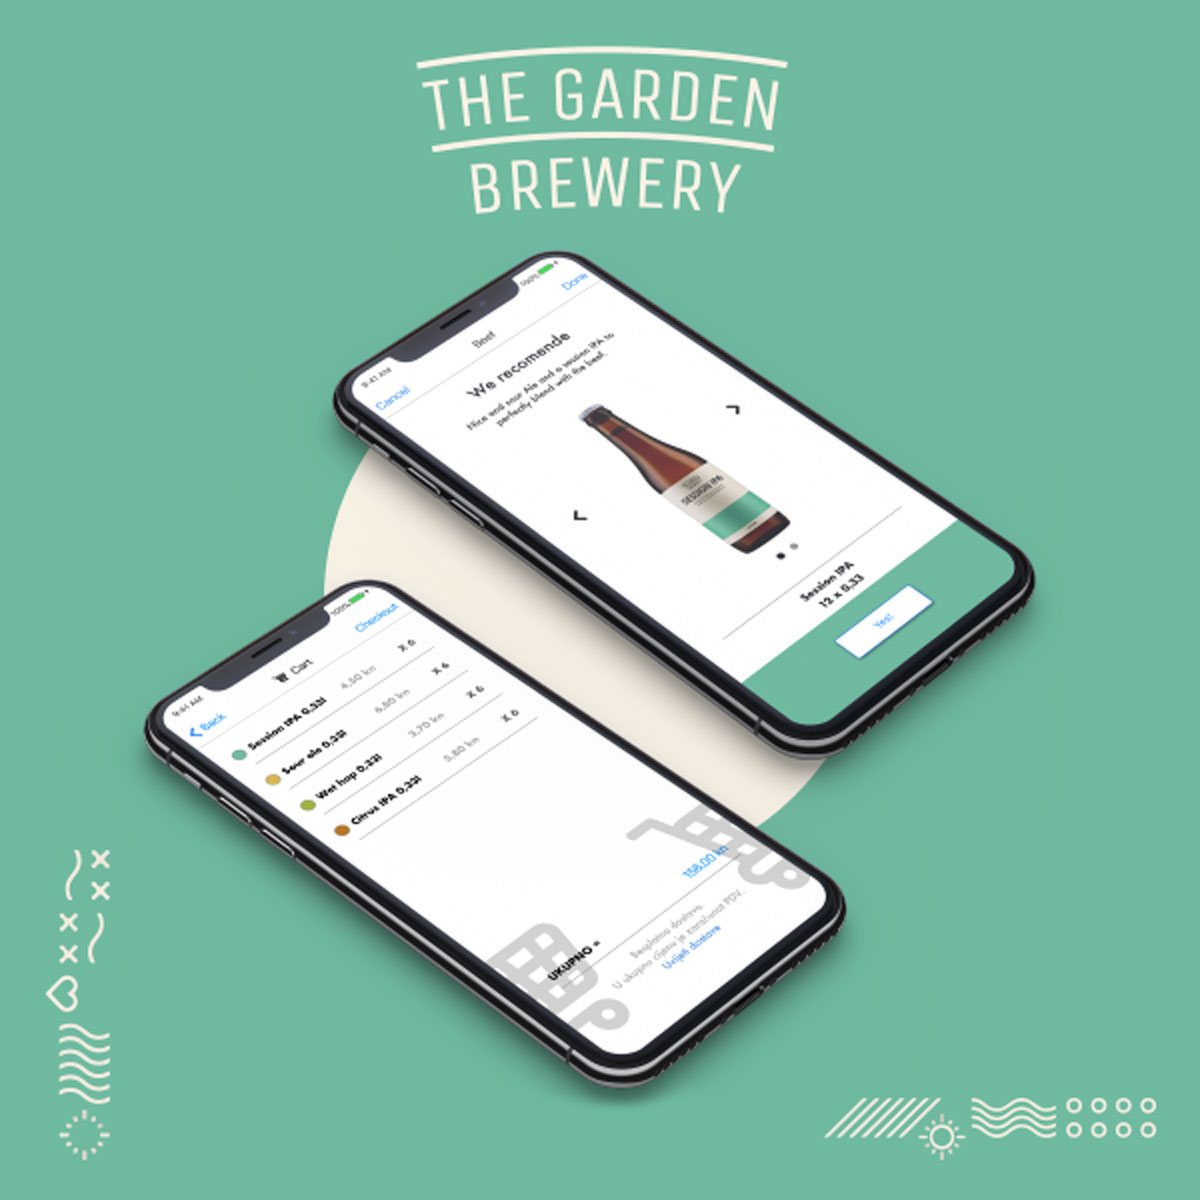 THE GARDEN
BREWERY
9:41 AM
100%
Cancel
Beef
Done
We recomende
Nice and sour Ale and a session IPA to
perfectly blend with the beef.
SESSION IPA
Session IPA
12 x 0,33
Yes!
9:41 AM
100%
Back
Cart
Checkout
Session IPA 0,33l 4,50 kn X 6
Sour ale 0,33l 6,80 kn X 6
Wet hop 0,33l 3,70 kn X 6
Citrus IPA 0,33l 5,80 kn X 6
UKUPNO = 158,00 kn
Besplatna dostava.
U ukupnu cijenu je zaračunat PDV.
Uvijeti dostave